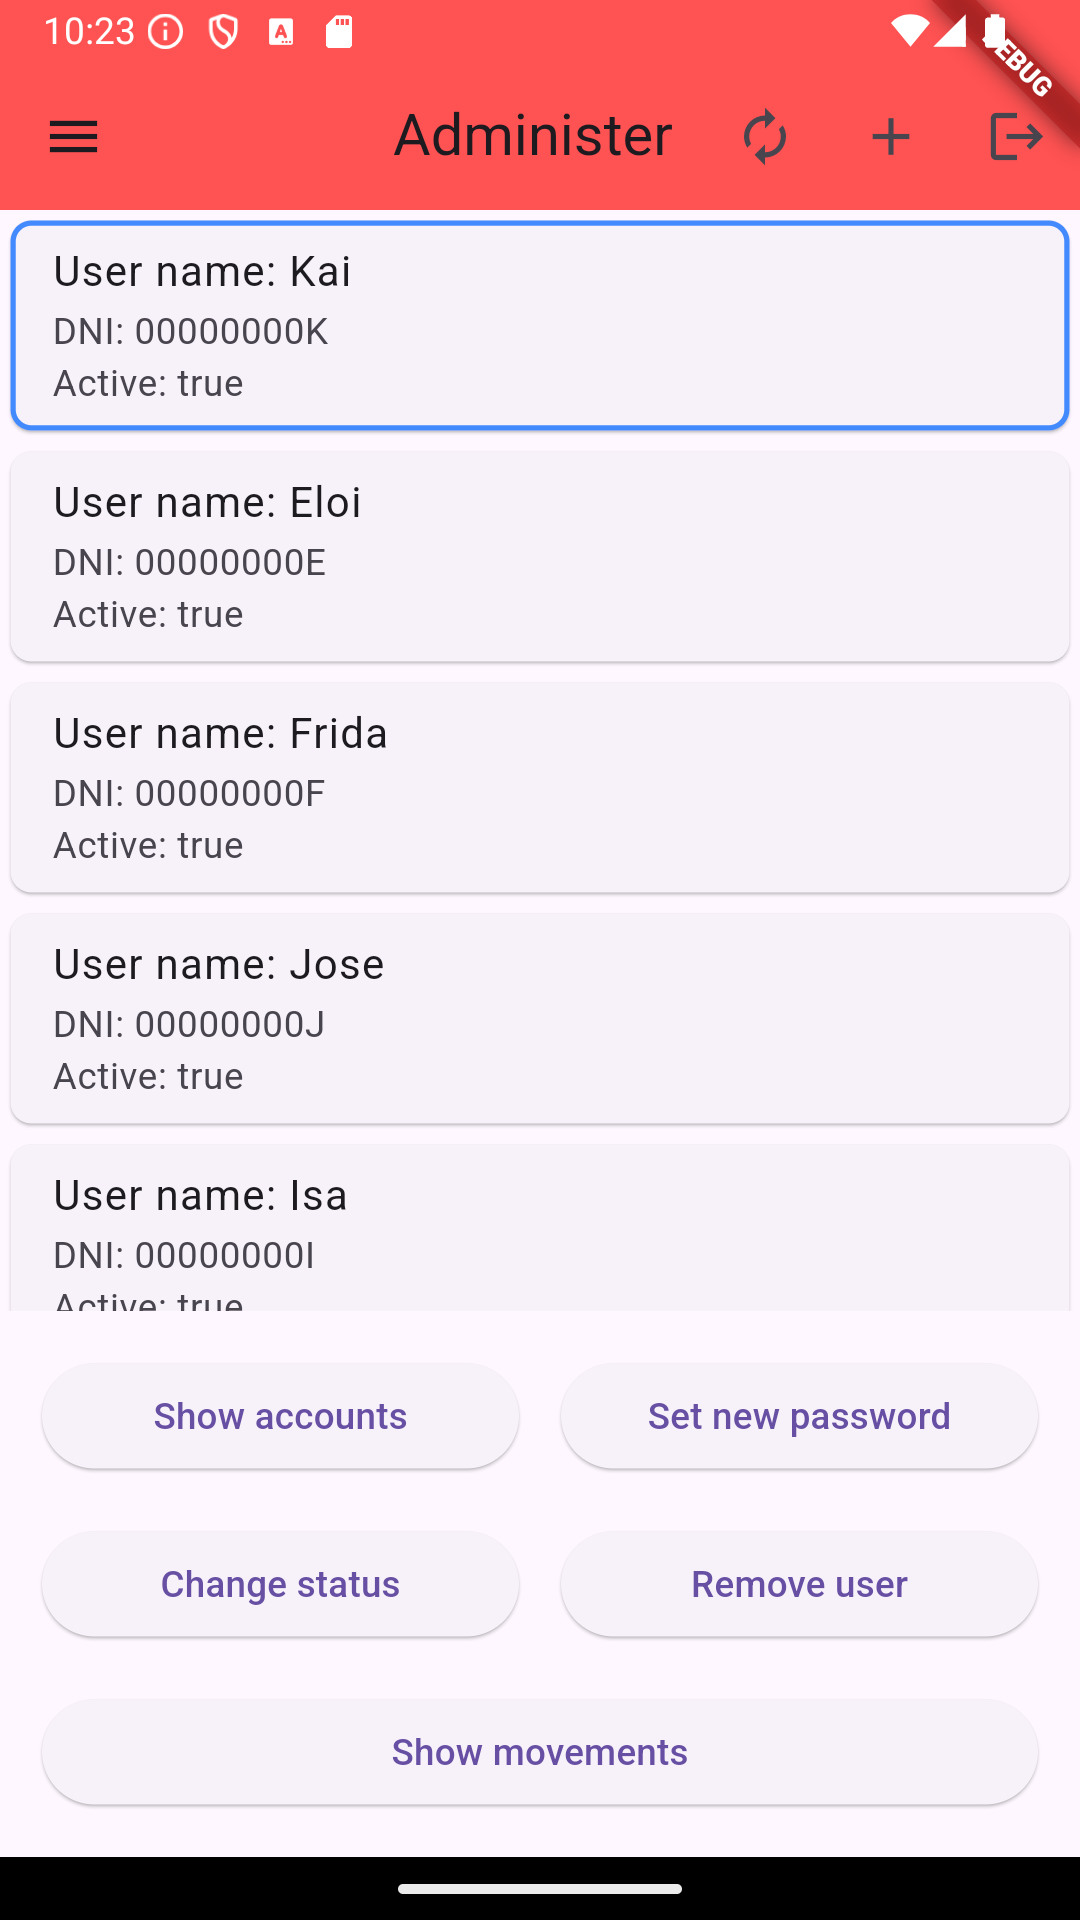 10:23
DEBUG
Administer
User name: Kai
DNI: 00000000K
Active: true
User name: Eloi
DNI: 00000000E
Active: true
User name: Frida
DNI: 00000000F
Active: true
User name: Jose
DNI: 00000000J
Active: true
User name: Isa
DNI: 00000000I
Active: true
Show accounts
Set new password
Change status
Remove user
Show movements